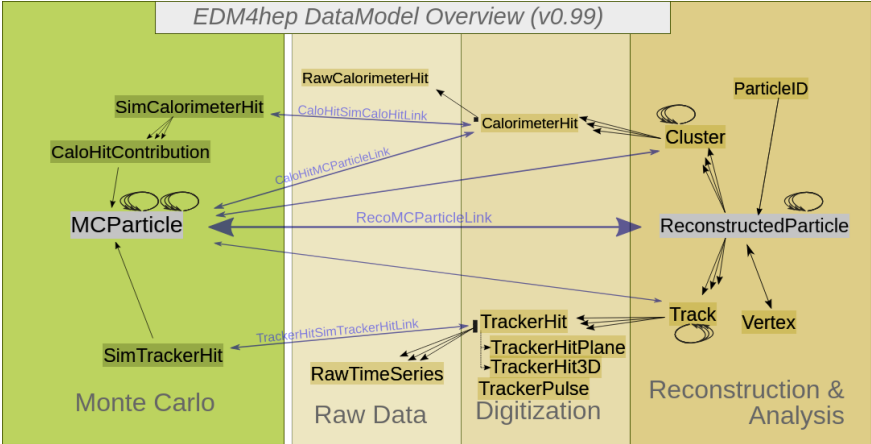 EDM4hep DataModel Overview (v0.99)
RawCalorimeterHit
ParticleID
SimCalorimeterHit
CaloHitSimCaloHitLink
CalorimeterHit
Cluster
CaloHitContribution
CaloHitMCParticleLink
MCParticle
RecoMCParticleLink
ReconstructedParticle
TrackerHitSimTrackerHitLink
TrackerHit
Track
Vertex
SimTrackerHit
TrackerHitPlane
TrackerHit3D
RawTimeSeries
TrackerPulse
Monte Carlo
Raw Data
Digitization
Reconstruction &
Analysis